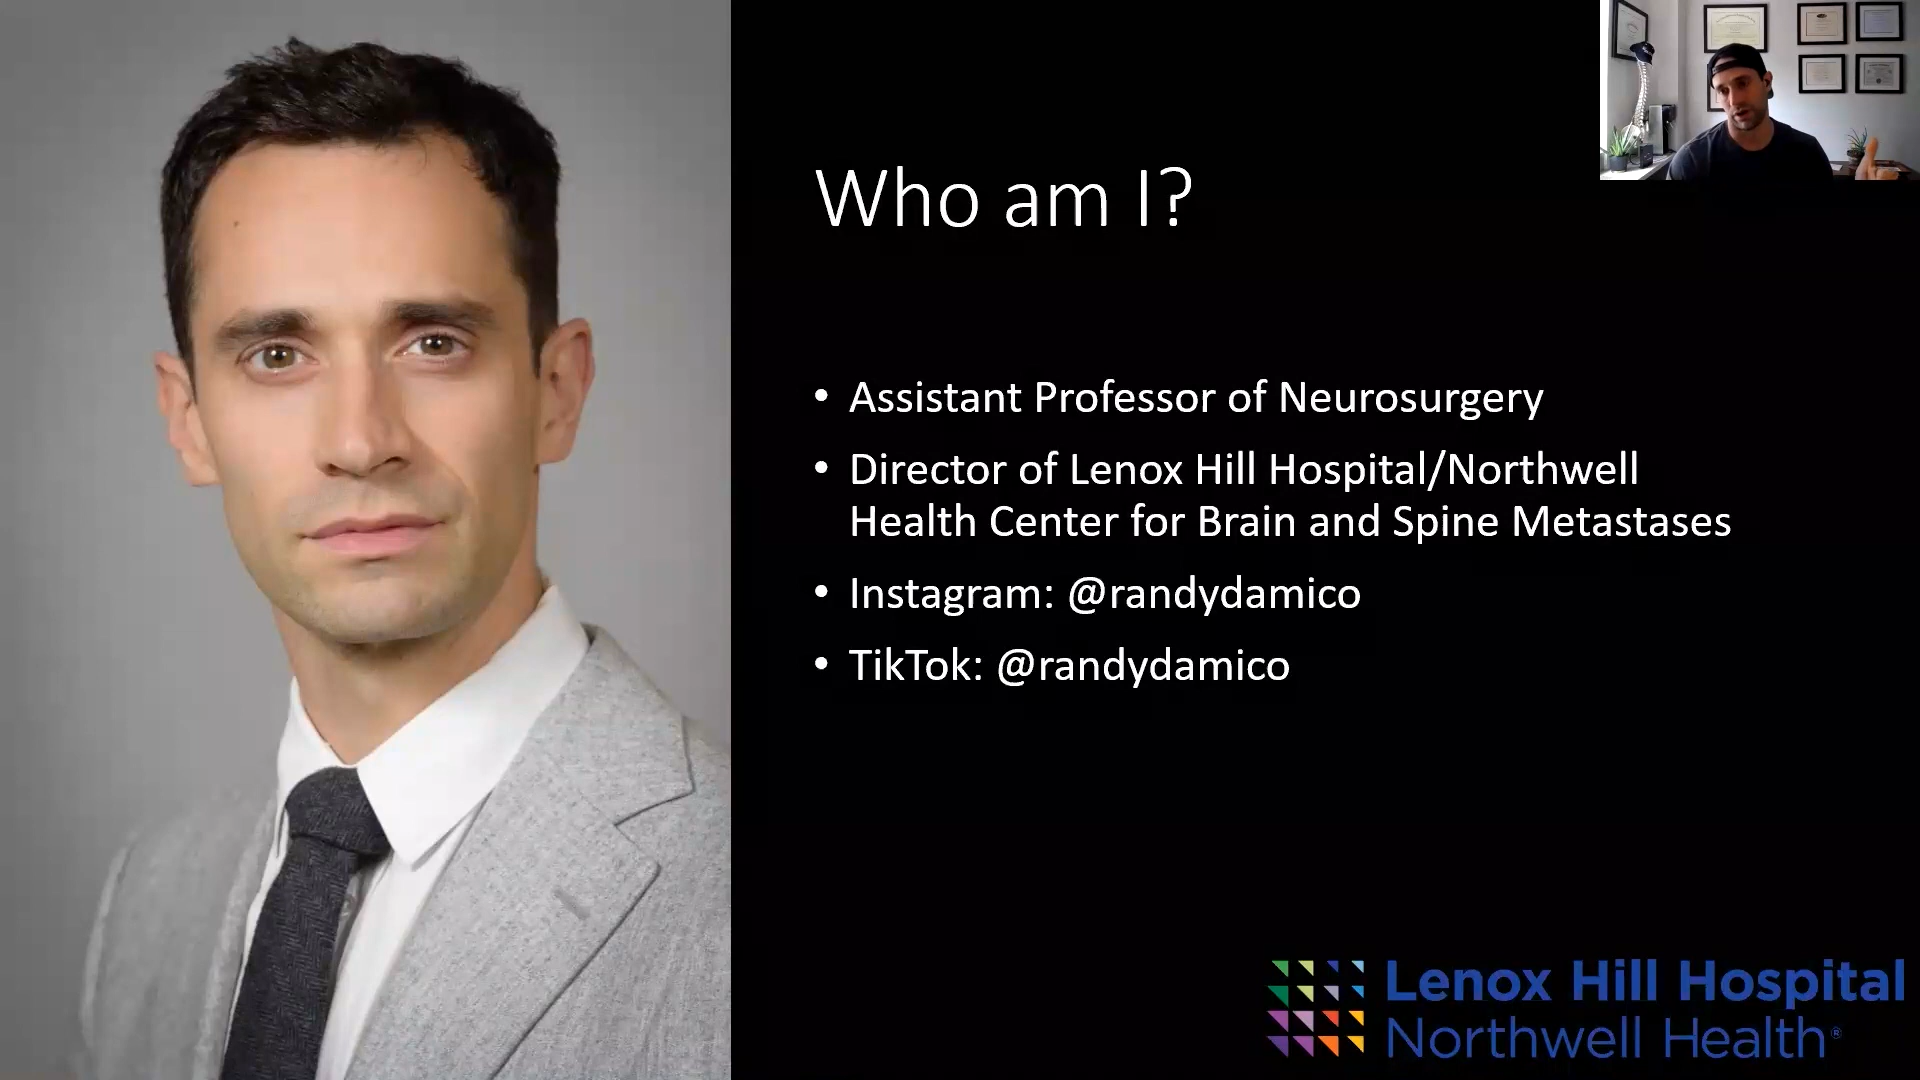 Who am I?
• Assistant Professor of Neurosurgery
• Director of Lenox Hill Hospital/Northwell
Health Center for Brain and Spine Metastases
• Instagram: @randydamico
• TikTok: @randydamico
Lenox Hill Hospital
Northwell Health®